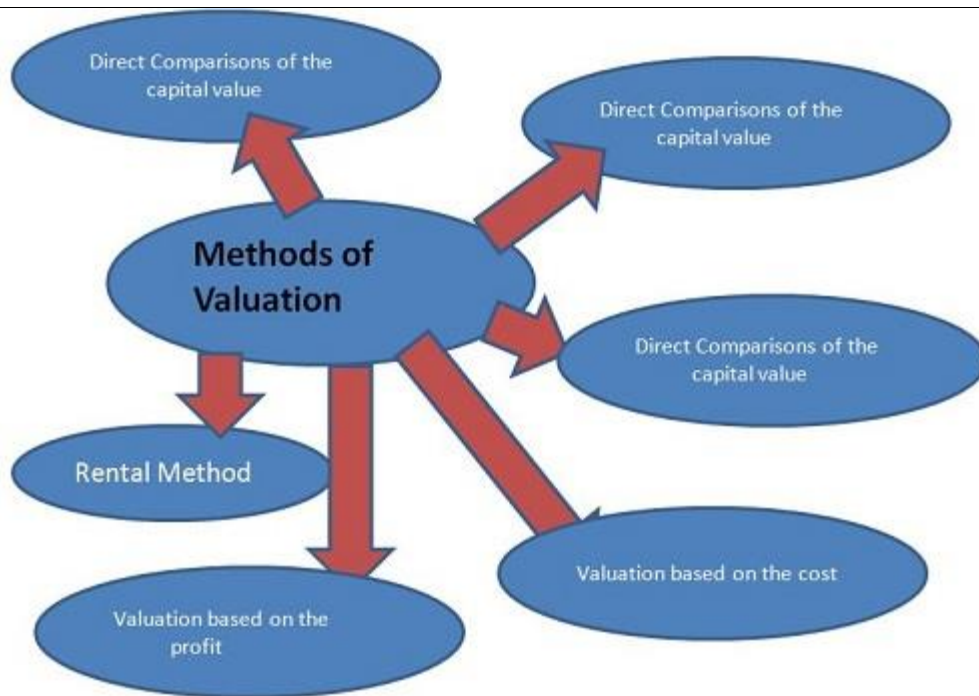 Direct Comparisons of the
capital value
Direct Comparisons of the
capital value
Methods of
Valuation
Direct Comparisons of the
capital value
Rental Method
Valuation based on the cost
Valuation based on the
profit